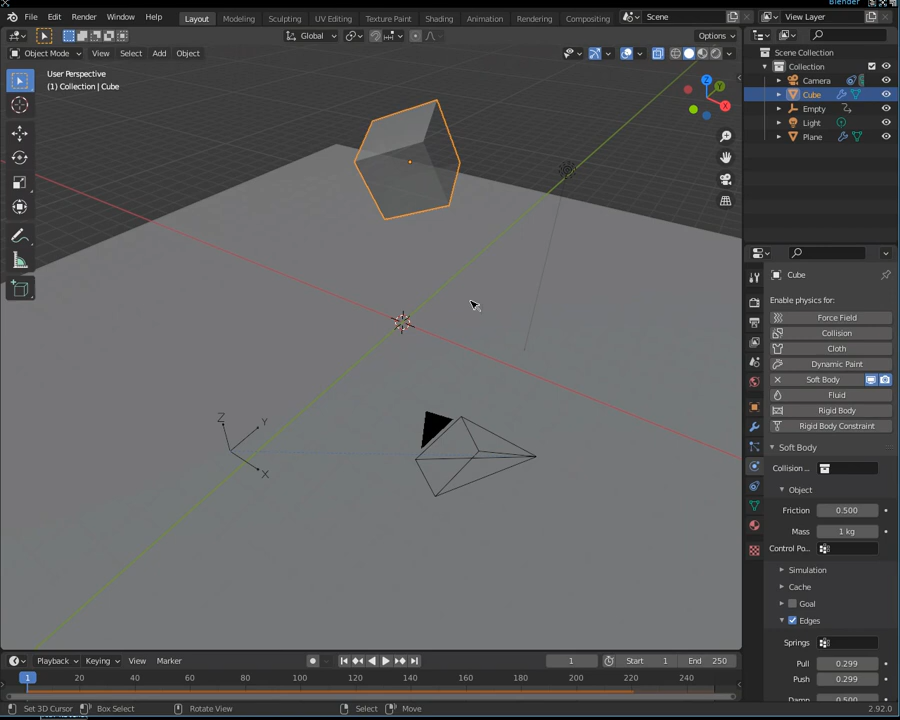 Blender
File Edit Render Window Help Layout Modeling Sculpting UV Editing Texture Paint Shading Animation Rendering Compositing Scene View Layer
Global Options
Object Mode View Select Add Object
User Perspective
(1) Collection | Cube
Z
Y
X
Y
X
Z
Scene Collection
Collection
Camera
Cube
Empty
Light
Plane
Cube
Enable physics for:
Force Field
Collision
Cloth
Dynamic Paint
Soft Body
Fluid
Rigid Body
Rigid Body Constraint
Soft Body
Collision ...
Object
Friction 0.500
Mass 1 kg
Control Po...
Simulation
Cache
Goal
Edges
Springs
Pull 0.299
Push 0.299
Damp 0.500
Playback Keying View Marker 1 Start 1 End 250
1 20 40 60 80 100 120 140 160 180 200 220 240
Set 3D Cursor Box Select Rotate View Select Move 2.92.0